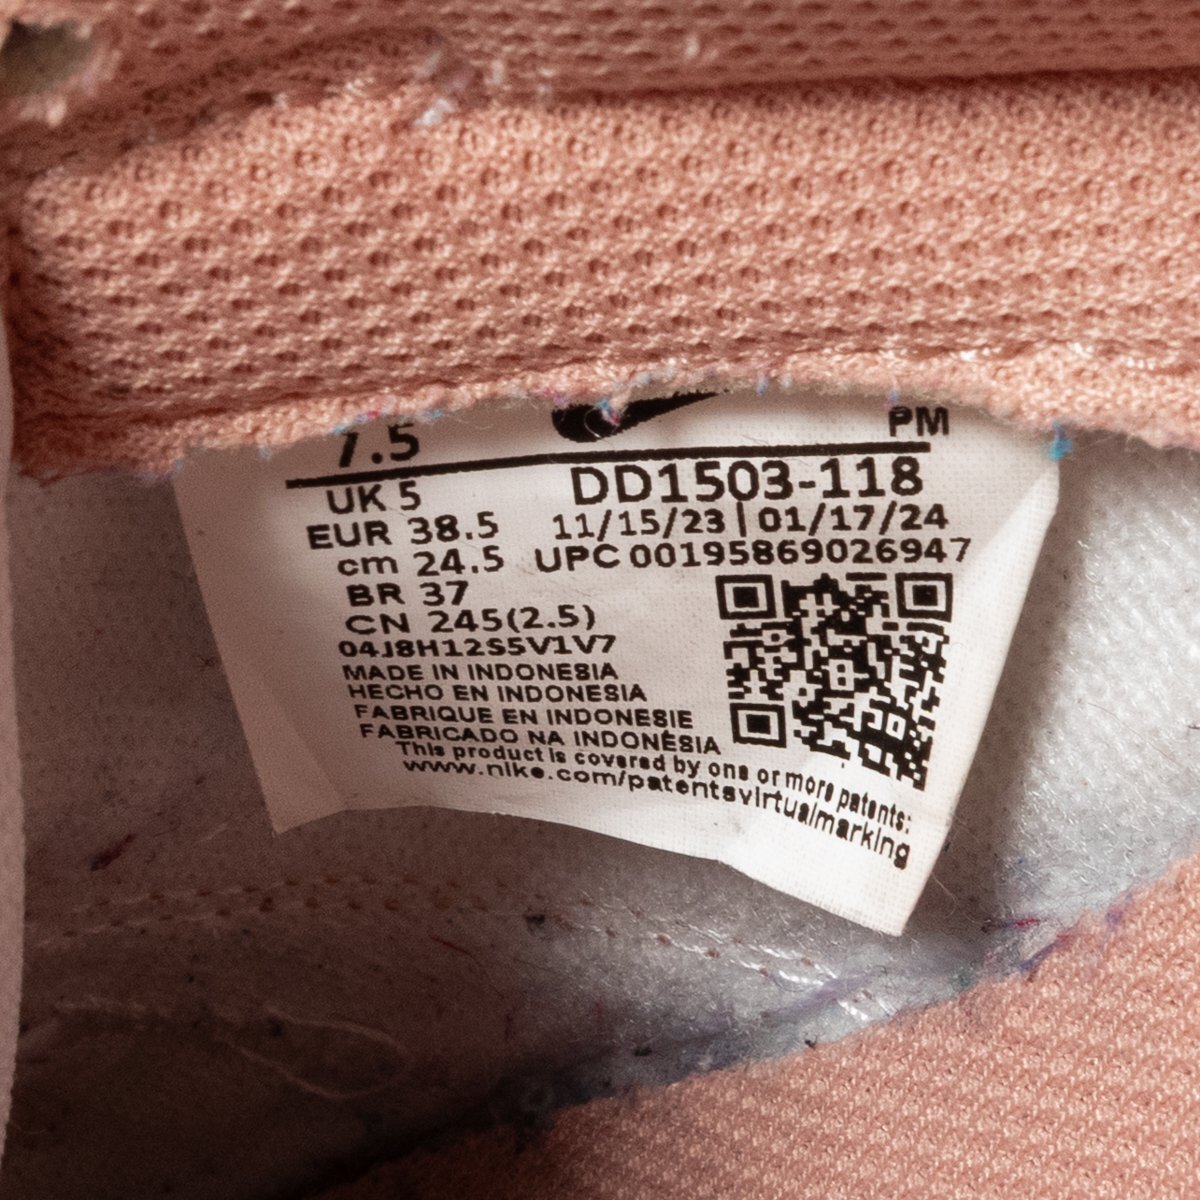 7.5
PM
UK 5
DD1503-118
EUR 38.5
11/15/23 | 01/17/24
cm 24.5
UPC 00195869026947
BR 37
CN 245(2.5)
04J8H12S5V1V7
MADE IN INDONESIA
HECHO EN INDONESIA
FABRIQUE EN INDONESIE
FABRICADO NA INDONÉSIA
This product is covered by one or more patents:
www.nike.com/patentsvirtualmarking